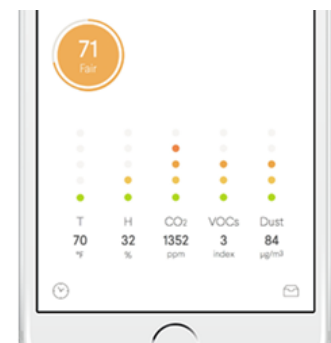 71
Fair
T H CO₂ VOCs Dust
70 32 1352 3 84
°F % ppm index µg/m³